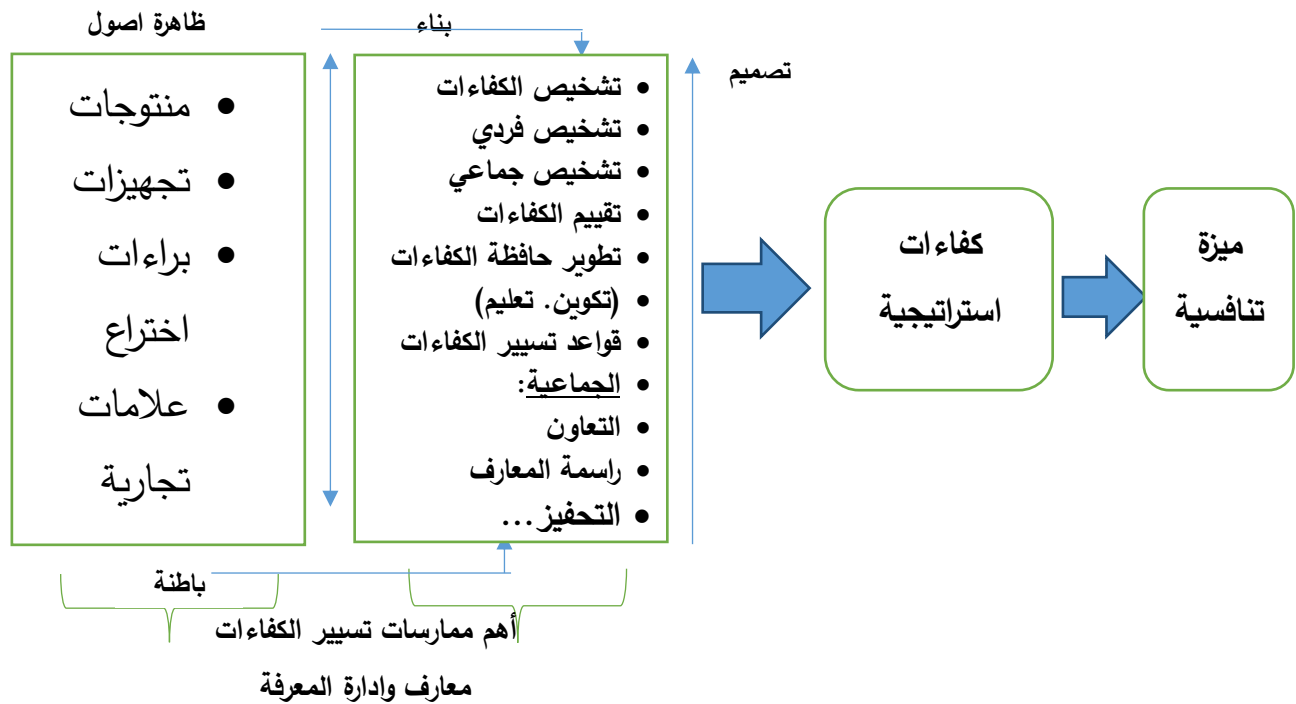 ظاهرة اصول
بناء
تصميم
• منتوجات
• تجهيزات
• براءات
اختراع
• علامات
تجارية
• تشخيص الكفاءات
• تشخيص فردي
• تشخيص جماعي
• تقييم الكفاءات
• تطوير حافظة الكفاءات
• (تكوين. تعليم)
• قواعد تسيير الكفاءات
• الجماعية:
• التعاون
• راسمة المعارف
• التحفيز...
كفاءات
استراتيجية
ميزة
تنافسية
باطنة
أهم ممارسات تسيير الكفاءات
معارف وادارة المعرفة